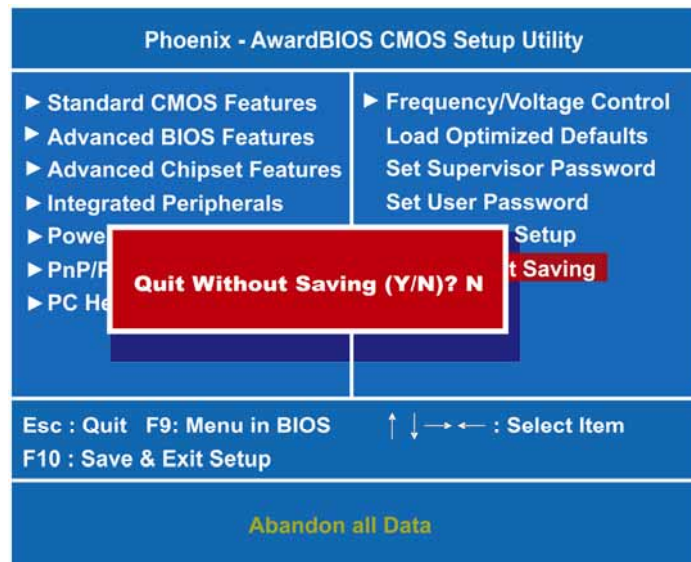 Phoenix - AwardBIOS CMOS Setup Utility
► Standard CMOS Features
► Advanced BIOS Features
► Advanced Chipset Features
► Integrated Peripherals
► Powe
► PnP/P
► PC He
► Frequency/Voltage Control
Load Optimized Defaults
Set Supervisor Password
Set User Password
Setup
t Saving
Quit Without Saving (Y/N)? N
Esc : Quit F9: Menu in BIOS ↑ ↓ → ← : Select Item
F10 : Save & Exit Setup
Abandon all Data